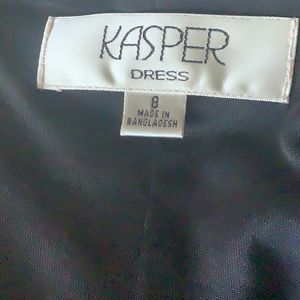 KASPER
DRESS
8
MADE IN
BANGLADESH